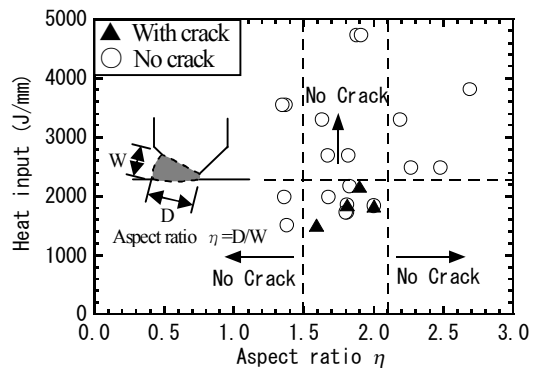 ▲ With crack
○ No crack
5000
4000
3000
2000
1000
0
Heat input (J/mm)
No Crack
W
D
Aspect ratio η =D/W
No Crack
No Crack
0.0 0.5 1.0 1.5 2.0 2.5 3.0
Aspect ratio η